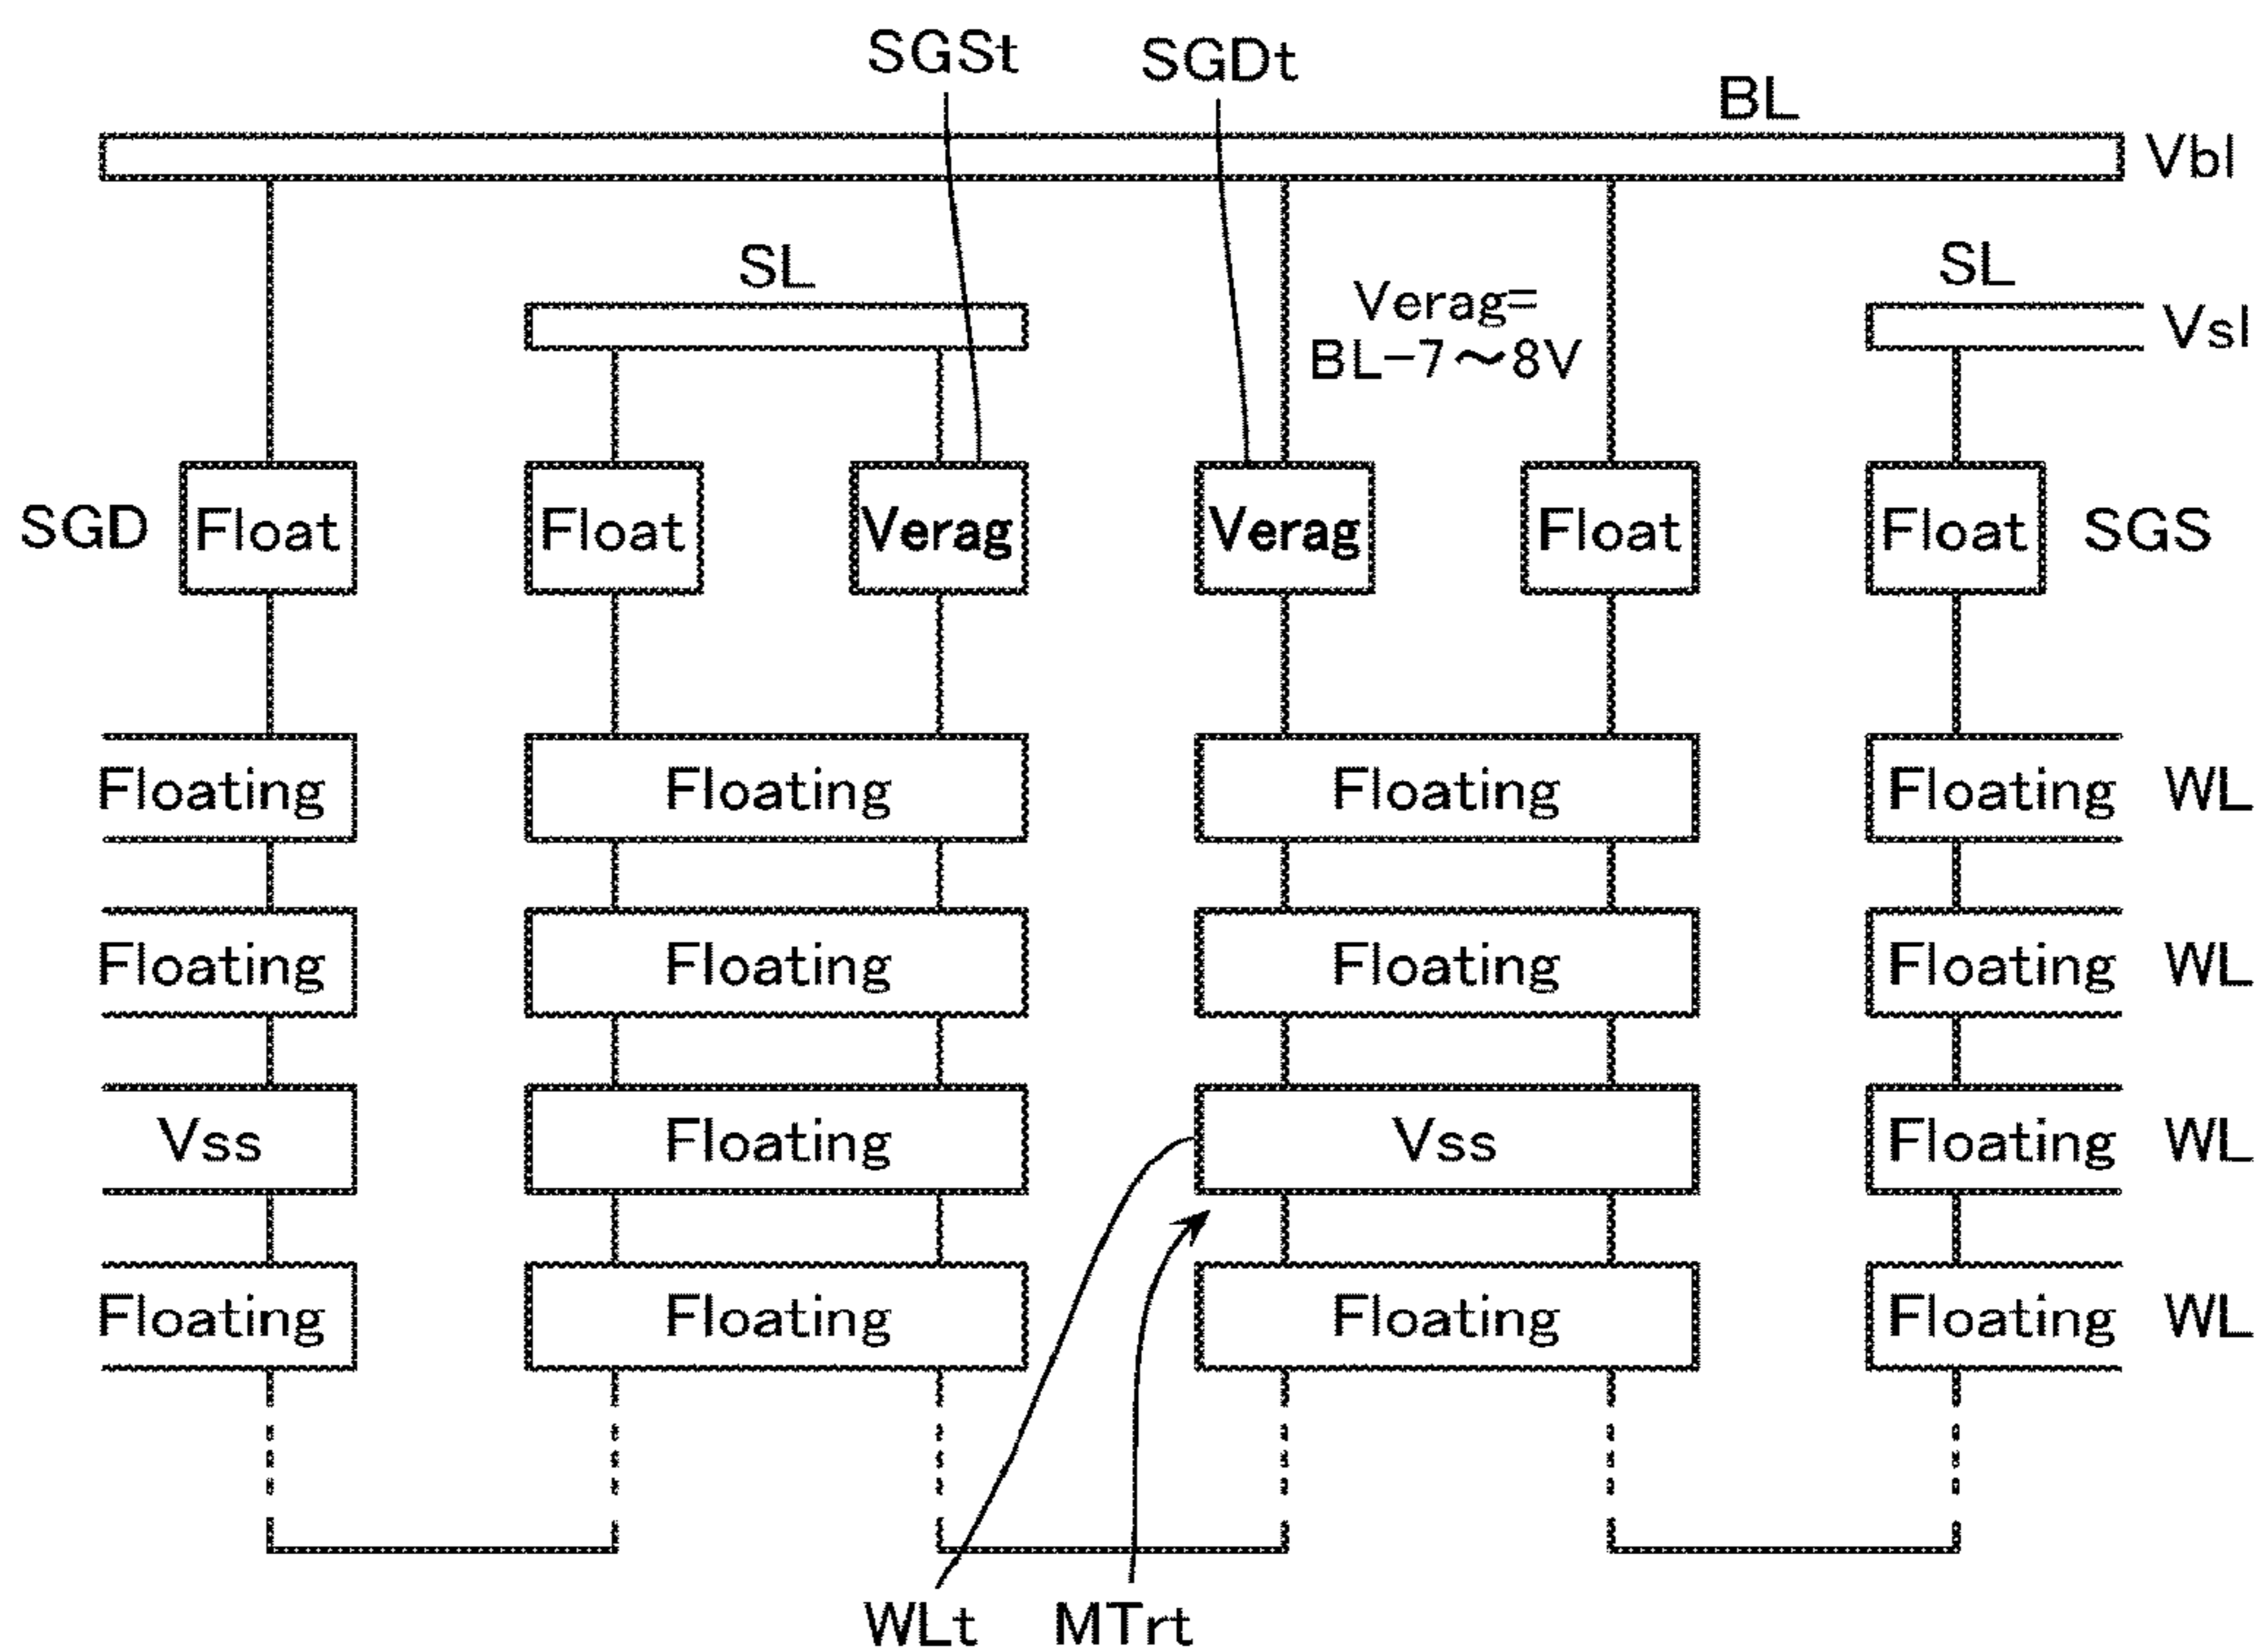 SGSt SGDt BL
Vbl
SL SL
Verag= Vsl
BL-7～8V
SGD Float Float Verag Verag Float Float SGS
Floating Floating Floating Floating WL
Floating Floating Floating Floating WL
Vss Floating Vss Floating WL
Floating Floating Floating Floating WL
WLt MTrt